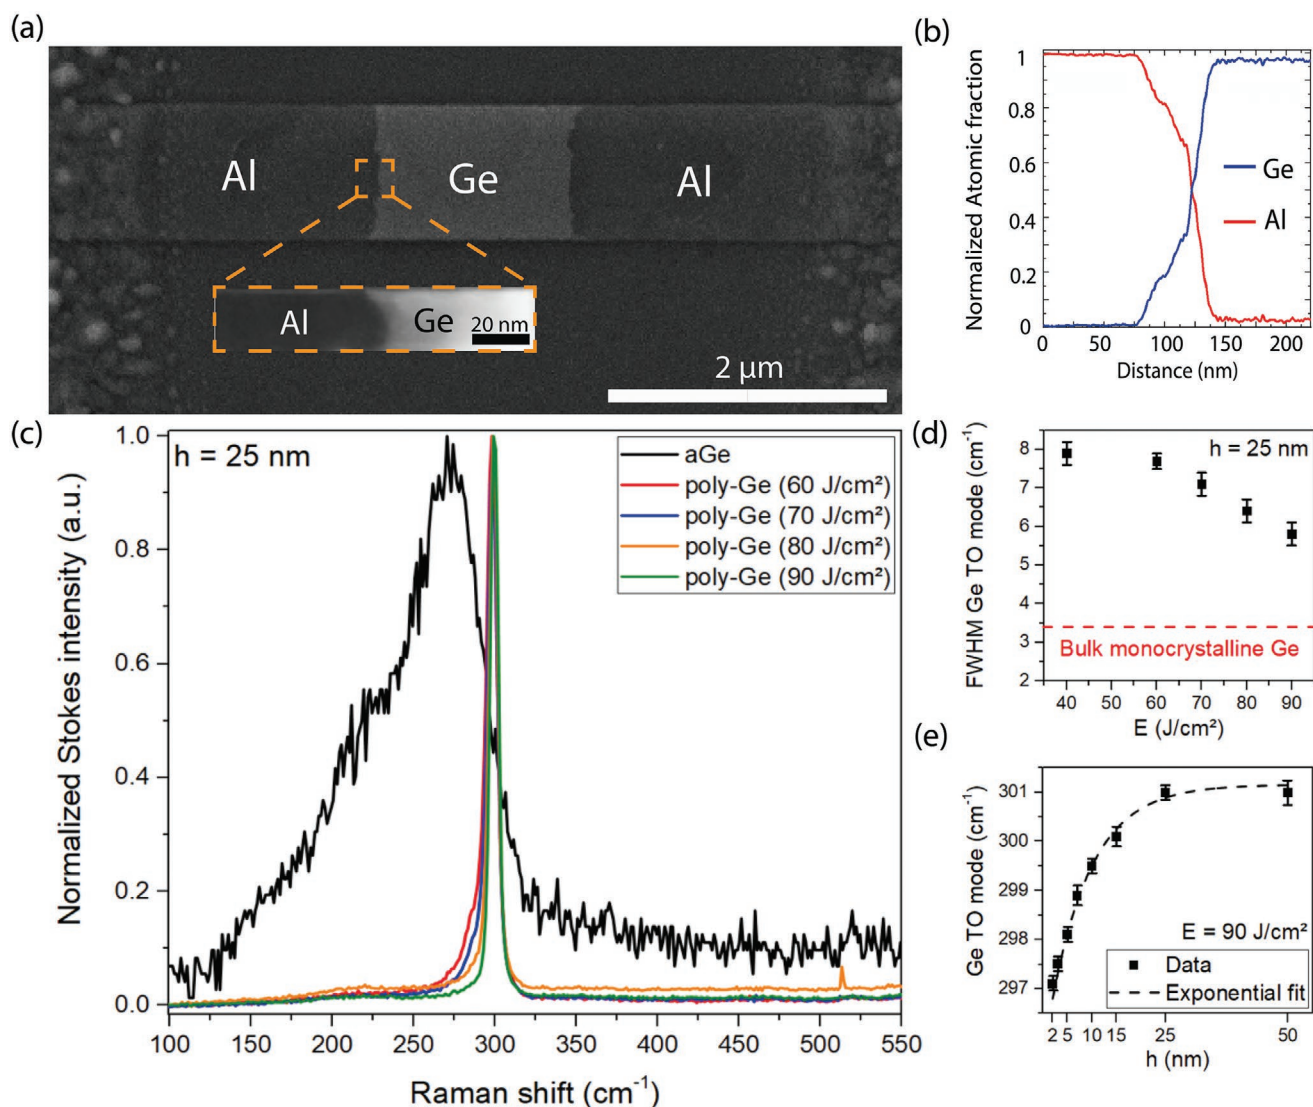 (a)
Al
Ge
Al
Al
Ge
20 nm
2 µm
(b)
Normalized Atomic fraction
1
0.8
0.6
0.4
0.2
0
Ge
Al
0 50 100 150 200
Distance (nm)
(c)
Normalized Stokes intensity (a.u.)
1.0
0.8
0.6
0.4
0.2
0.0
h = 25 nm
aGe
poly-Ge (60 J/cm²)
poly-Ge (70 J/cm²)
poly-Ge (80 J/cm²)
poly-Ge (90 J/cm²)
100 150 200 250 300 350 400 450 500 550
Raman shift (cm⁻¹)
(d)
FWHM Ge TO mode (cm⁻¹)
8
7
6
5
4
3
2
h = 25 nm
Bulk monocrystalline Ge
40 50 60 70 80 90
E (J/cm²)
(e)
Ge TO mode (cm⁻¹)
301
300
299
298
297
E = 90 J/cm²
Data
Exponential fit
2 5 10 15 25 50
h (nm)